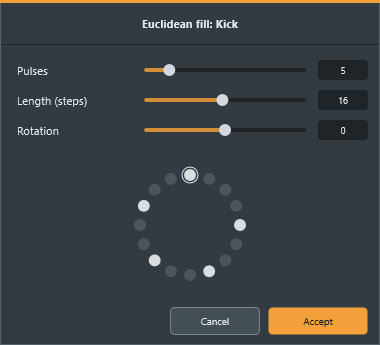 Euclidean fill: Kick
Pulses 5
Length (steps) 16
Rotation 0
Cancel Accept